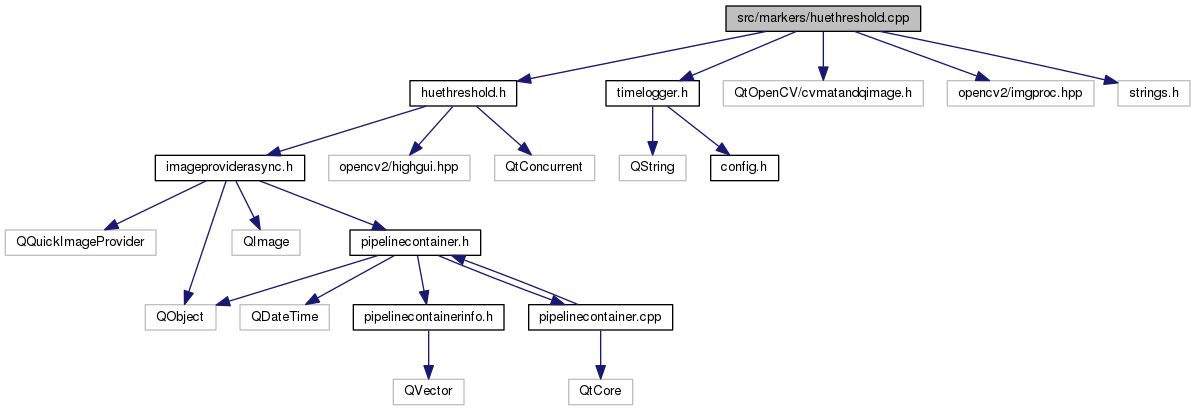 src/markers/huethreshold.cpp
huethreshold.h
timelogger.h
QtOpenCV/cvmatandqimage.h
opencv2/imgproc.hpp
strings.h
imageproviderasync.h
opencv2/highgui.hpp
QtConcurrent
QString
config.h
QQuickImageProvider
QImage
pipelinecontainer.h
QObject
QDateTime
pipelinecontainerinfo.h
pipelinecontainer.cpp
QVector
QtCore